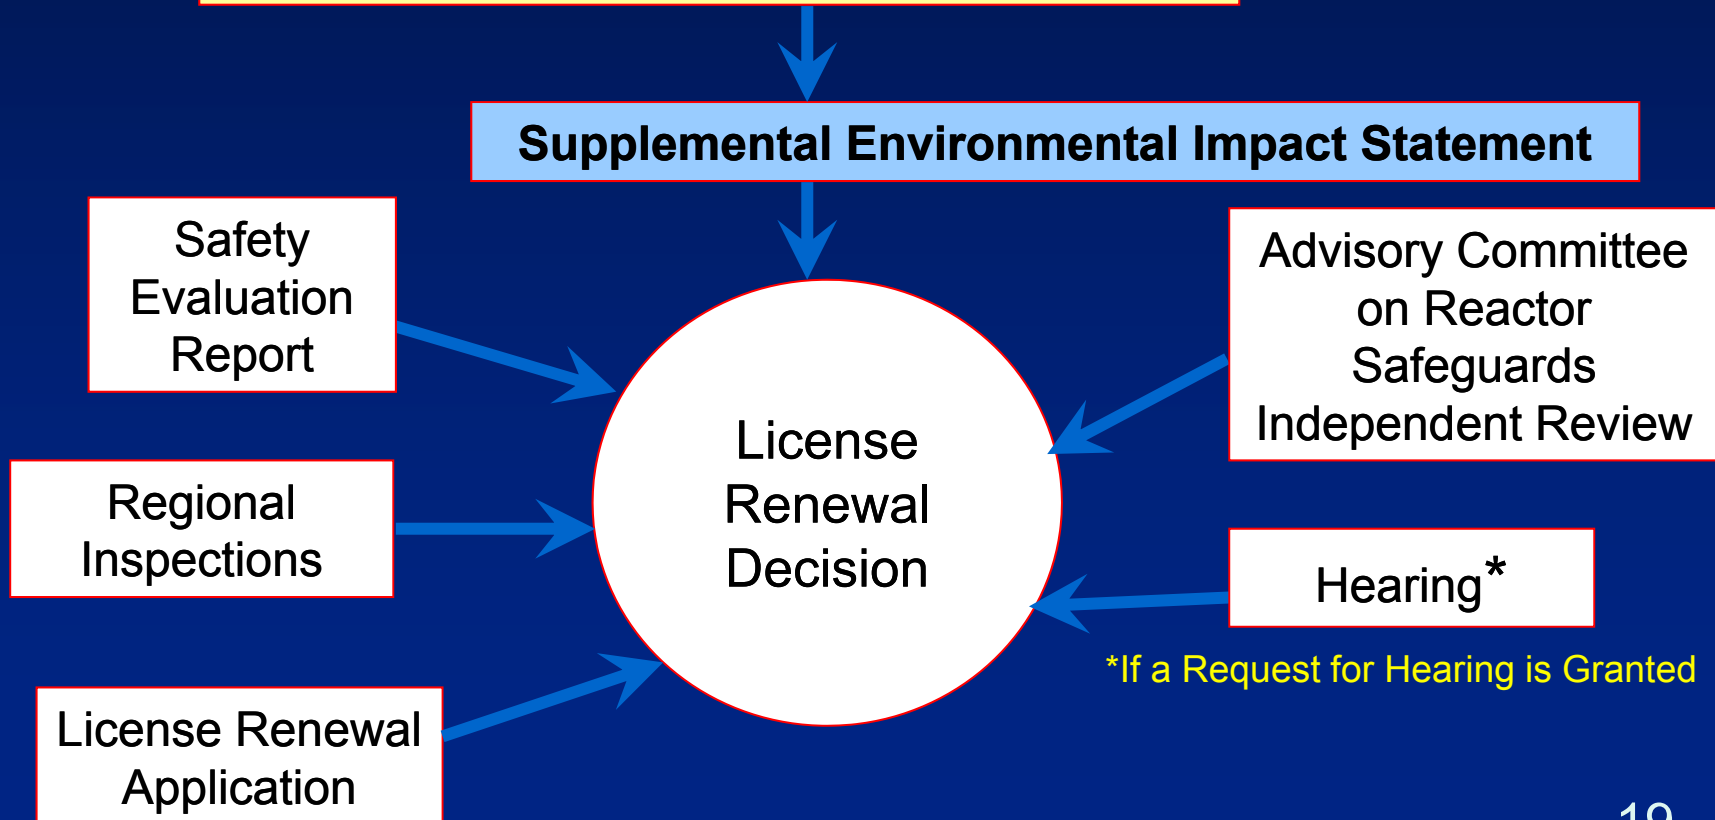 Supplemental Environmental Impact Statement
Safety
Evaluation
Report
Advisory Committee
on Reactor
Safeguards
Independent Review
License
Renewal
Decision
Regional
Inspections
Hearing*
*If a Request for Hearing is Granted
License Renewal
Application
19